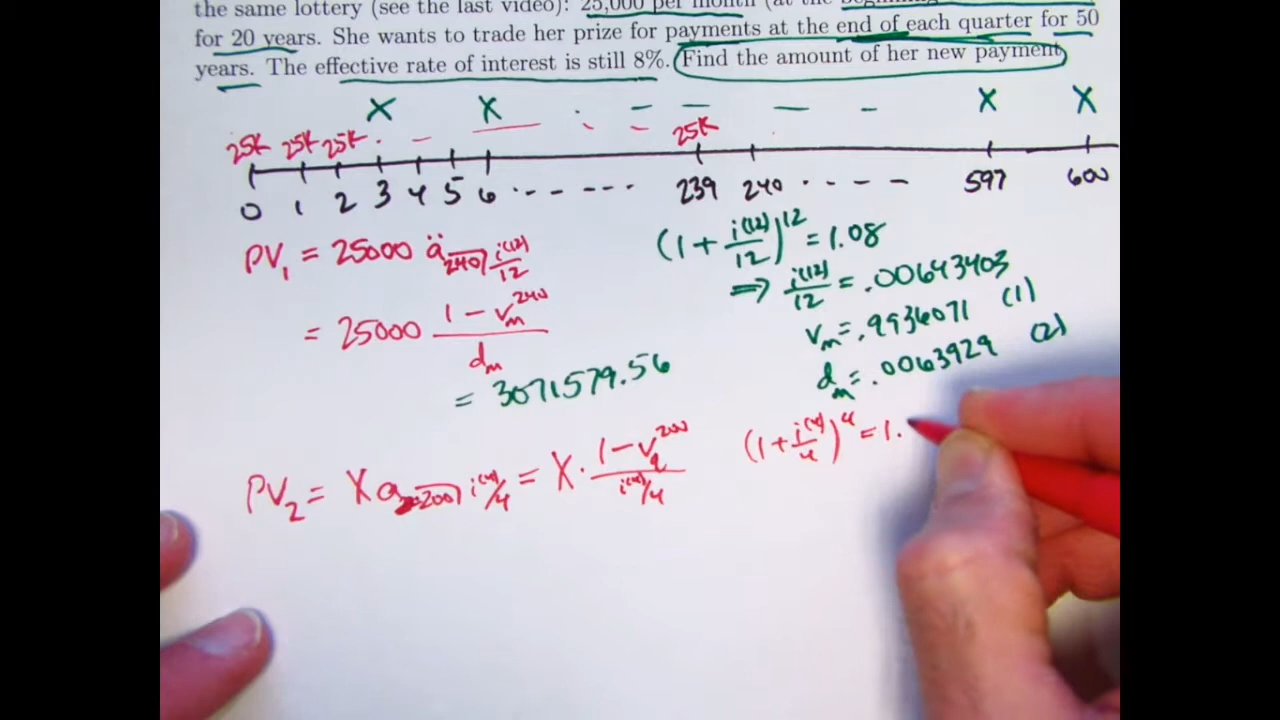 the same lottery (see the last video): 25,000 per month (at the beginning
for 20 years. She wants to trade her prize for payments at the end of each quarter for 50
years. The effective rate of interest is still 8%. Find the amount of her new payment
X X . - - - - X X
25K 25K 25K . - - - - 25K
0 1 2 3 4 5 6 ....... 239 240 . - - - 597 600
PV₁ = 25000 ä₂₄₀⌉ i⁽¹²⁾/12
(1 + i⁽¹²⁾/12)¹² = 1.08
⇒ i⁽¹²⁾/12 = .00643403
= 25000 (1 - vₘ²⁴⁰)/dₘ
vₘ = .9936071 (1)
dₘ = .0063929 (2)
= 3071579.56
PV₂ = X a₂₀₀⌉ i⁽⁴⁾/4 = X · (1 - v_q²⁰⁰)/(i⁽⁴⁾/4)
(1 + i⁽⁴⁾/4)⁴ = 1.